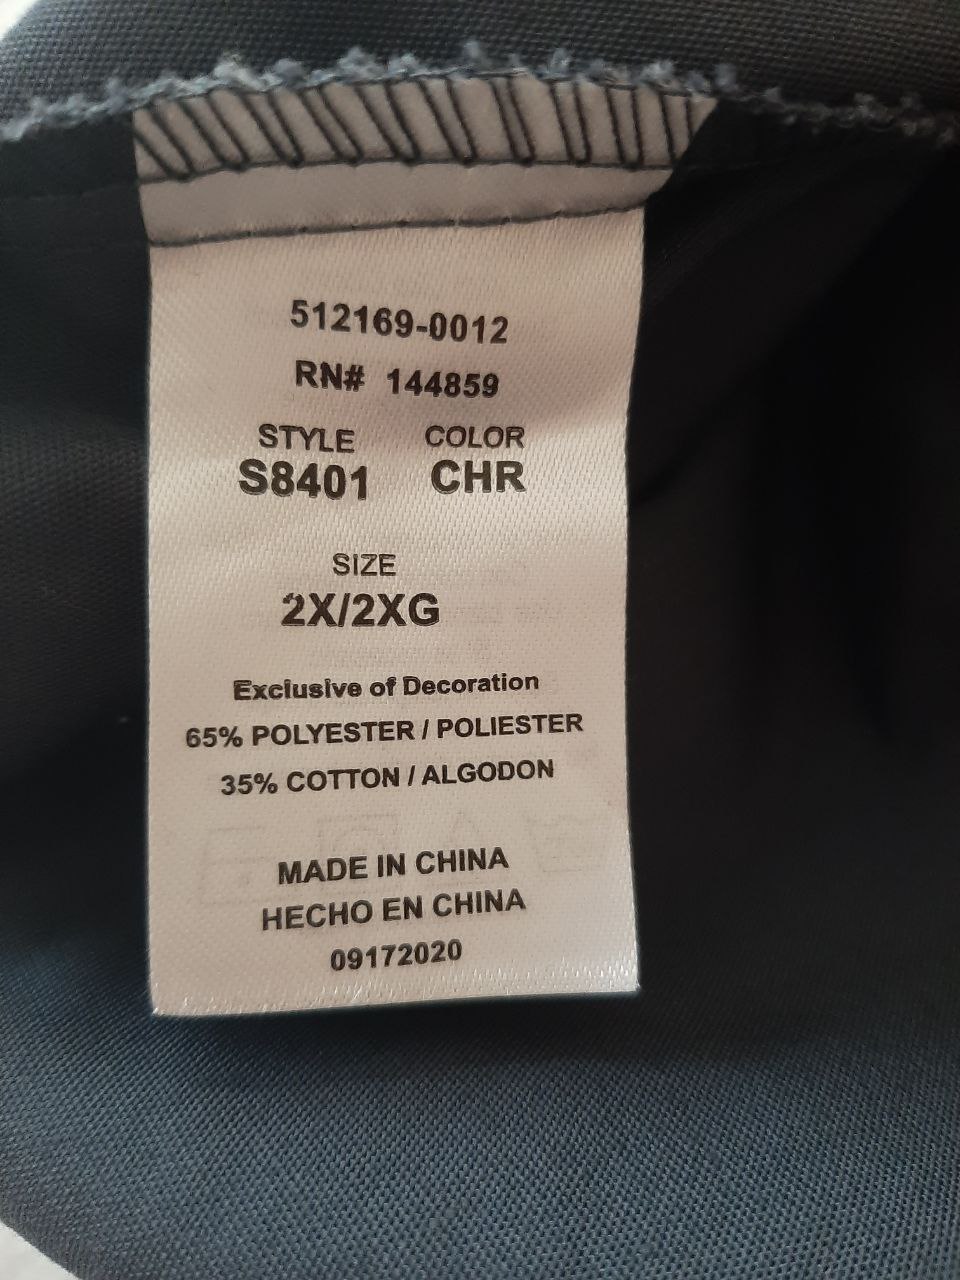 512169-0012
RN# 144859
STYLE COLOR
S8401 CHR
SIZE
2X/2XG
Exclusive of Decoration
65% POLYESTER / POLIESTER
35% COTTON / ALGODON
MADE IN CHINA
HECHO EN CHINA
09172020